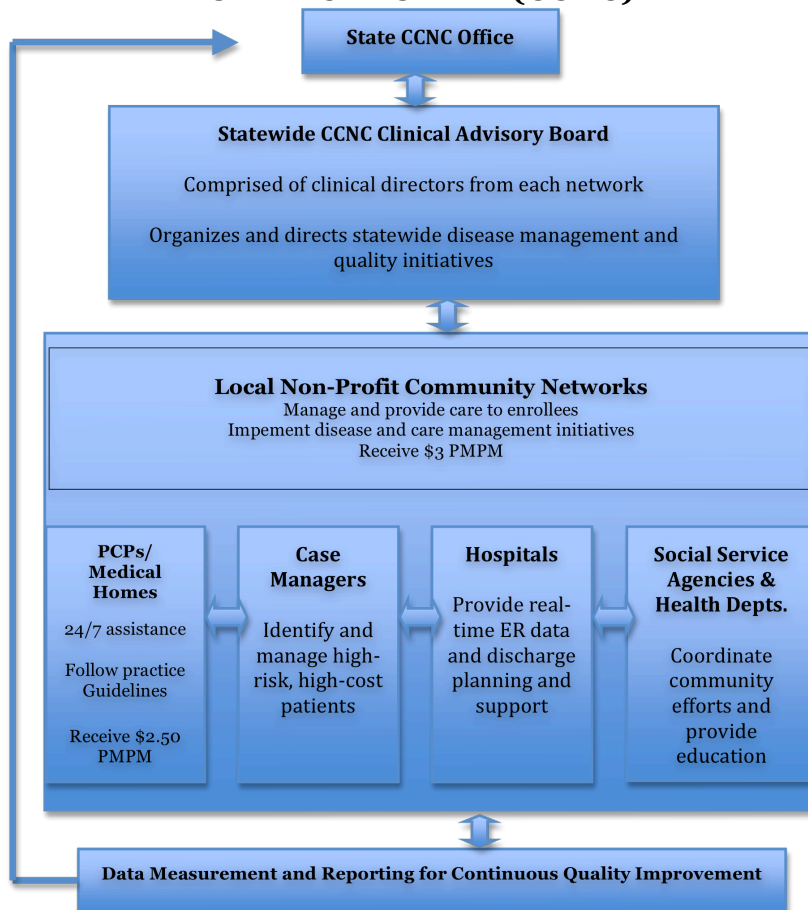 State CCNC Office
Statewide CCNC Clinical Advisory Board
Comprised of clinical directors from each network
Organizes and directs statewide disease management and
quality initiatives
Local Non-Profit Community Networks
Manage and provide care to enrollees
Impement disease and care management initiatives
Receive $3 PMPM
PCPs/
Medical
Homes
24/7 assistance
Follow practice
Guidelines
Receive $2.50
PMPM
Case
Managers
Identify and
manage high-
risk, high-cost
patients
Hospitals
Provide real-
time ER data
and discharge
planning and
support
Social Service
Agencies &
Health Depts.
Coordinate
community
efforts and
provide
education
Data Measurement and Reporting for Continuous Quality Improvement